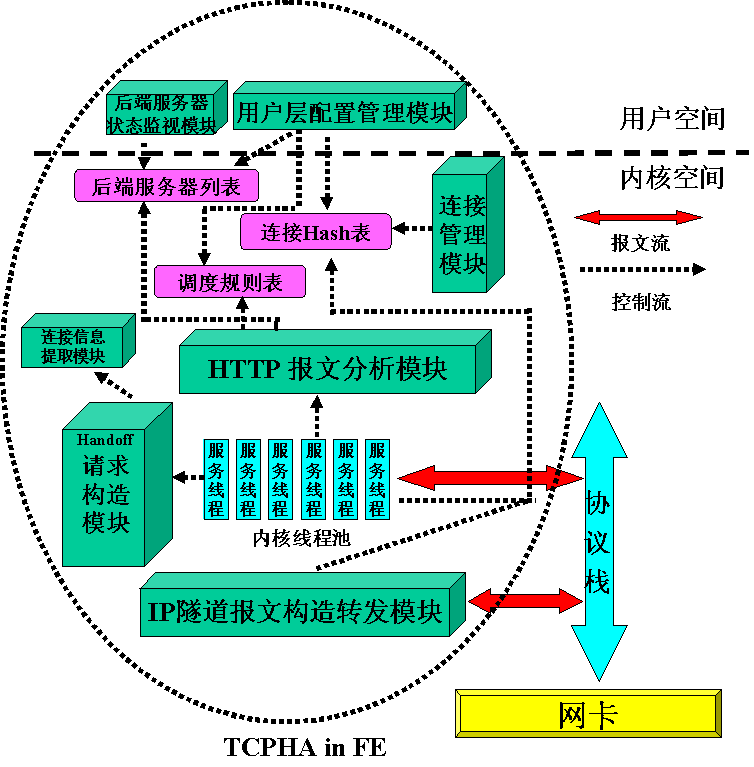 后端服务器
状态监视模块
用户层配置管理模块
用户空间
内核空间
后端服务器列表
连接Hash表
连接
管理
模块
报文流
调度规则表
控制流
连接信息
提取模块
HTTP 报文分析模块
Handoff
请求
构造
模块
服务线程
服务线程
服务线程
服务线程
服务线程
服务线程
内核线程池
协议栈
IP隧道报文构造转发模块
网卡
TCPHA in FE